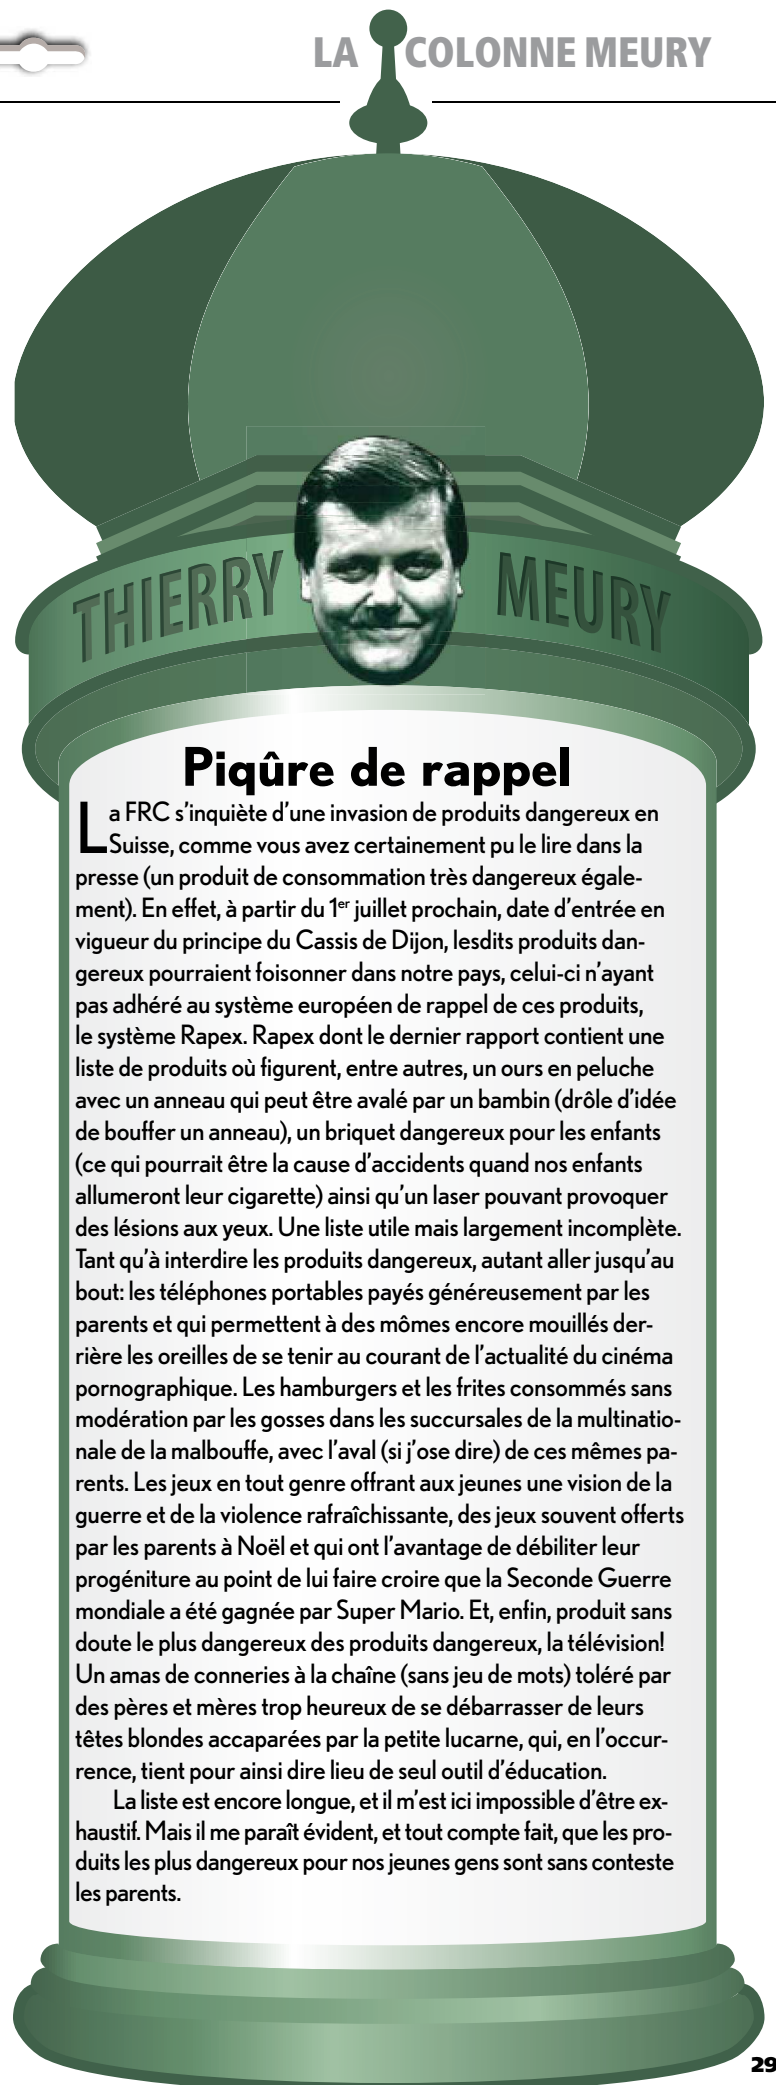 LA COLONNE MEURY
THIERRY MEURY
Piqûre de rappel
La FRC s’inquiète d’une invasion de produits dangereux en
Suisse, comme vous avez certainement pu le lire dans la
presse (un produit de consommation très dangereux égale-
ment). En effet, à partir du 1er juillet prochain, date d’entrée en
vigueur du principe du Cassis de Dijon, lesdits produits dan-
gereux pourraient foisonner dans notre pays, celui-ci n’ayant
pas adhéré au système européen de rappel de ces produits,
le système Rapex. Rapex dont le dernier rapport contient une
liste de produits où figurent, entre autres, un ours en peluche
avec un anneau qui peut être avalé par un bambin (drôle d’idée
de bouffer un anneau), un briquet dangereux pour les enfants
(ce qui pourrait être la cause d’accidents quand nos enfants
allumeront leur cigarette) ainsi qu’un laser pouvant provoquer
des lésions aux yeux. Une liste utile mais largement incomplète.
Tant qu’à interdire les produits dangereux, autant aller jusqu’au
bout: les téléphones portables payés généreusement par les
parents et qui permettent à des mômes encore mouillés der-
rière les oreilles de se tenir au courant de l’actualité du cinéma
pornographique. Les hamburgers et les frites consommés sans
modération par les gosses dans les succursales de la multinatio-
nale de la malbouffe, avec l’aval (si j’ose dire) de ces mêmes pa-
rents. Les jeux en tout genre offrant aux jeunes une vision de la
guerre et de la violence rafraîchissante, des jeux souvent offerts
par les parents à Noël et qui ont l’avantage de débiliter leur
progéniture au point de lui faire croire que la Seconde Guerre
mondiale a été gagnée par Super Mario. Et, enfin, produit sans
doute le plus dangereux des produits dangereux, la télévision!
Un amas de conneries à la chaîne (sans jeu de mots) toléré par
des pères et mères trop heureux de se débarrasser de leurs
têtes blondes accaparées par la petite lucarne, qui, en l’occur-
rence, tient pour ainsi dire lieu de seul outil d’éducation.
La liste est encore longue, et il m’est ici impossible d’être ex-
haustif. Mais il me paraît évident, et tout compte fait, que les pro-
duits les plus dangereux pour nos jeunes gens sont sans conteste
les parents.
29